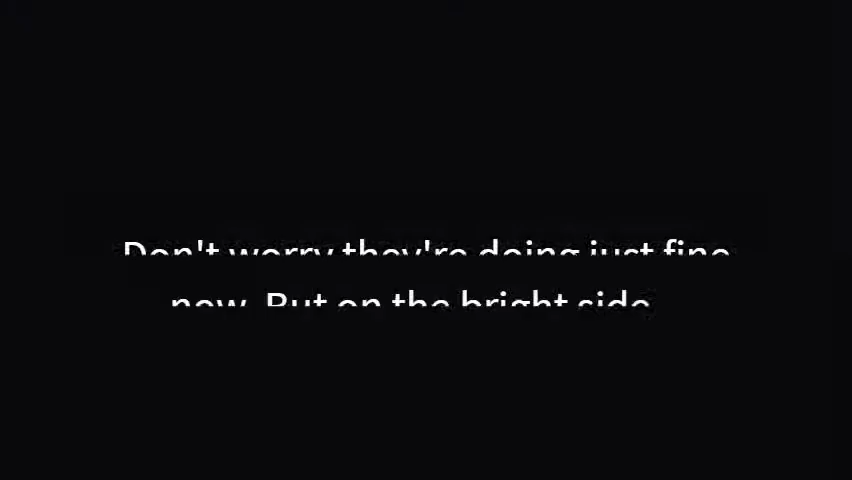 Don't worry they're doing just fine
now. But on the bright side